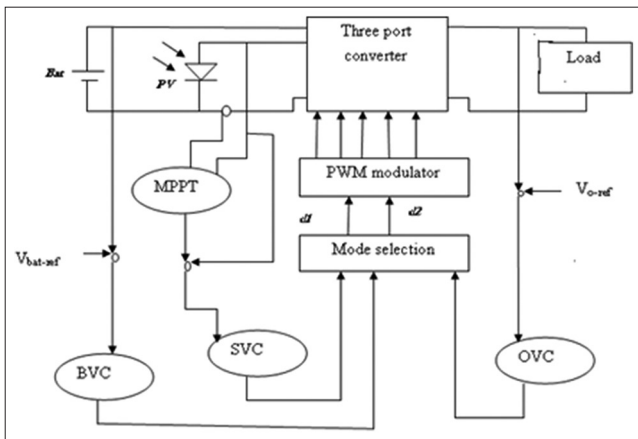 Three port
converter
Load
Bat
PV
PWM modulator
MPPT
d1
d2
Vo-ref
Mode selection
Vbat-ref
SVC
OVC
BVC